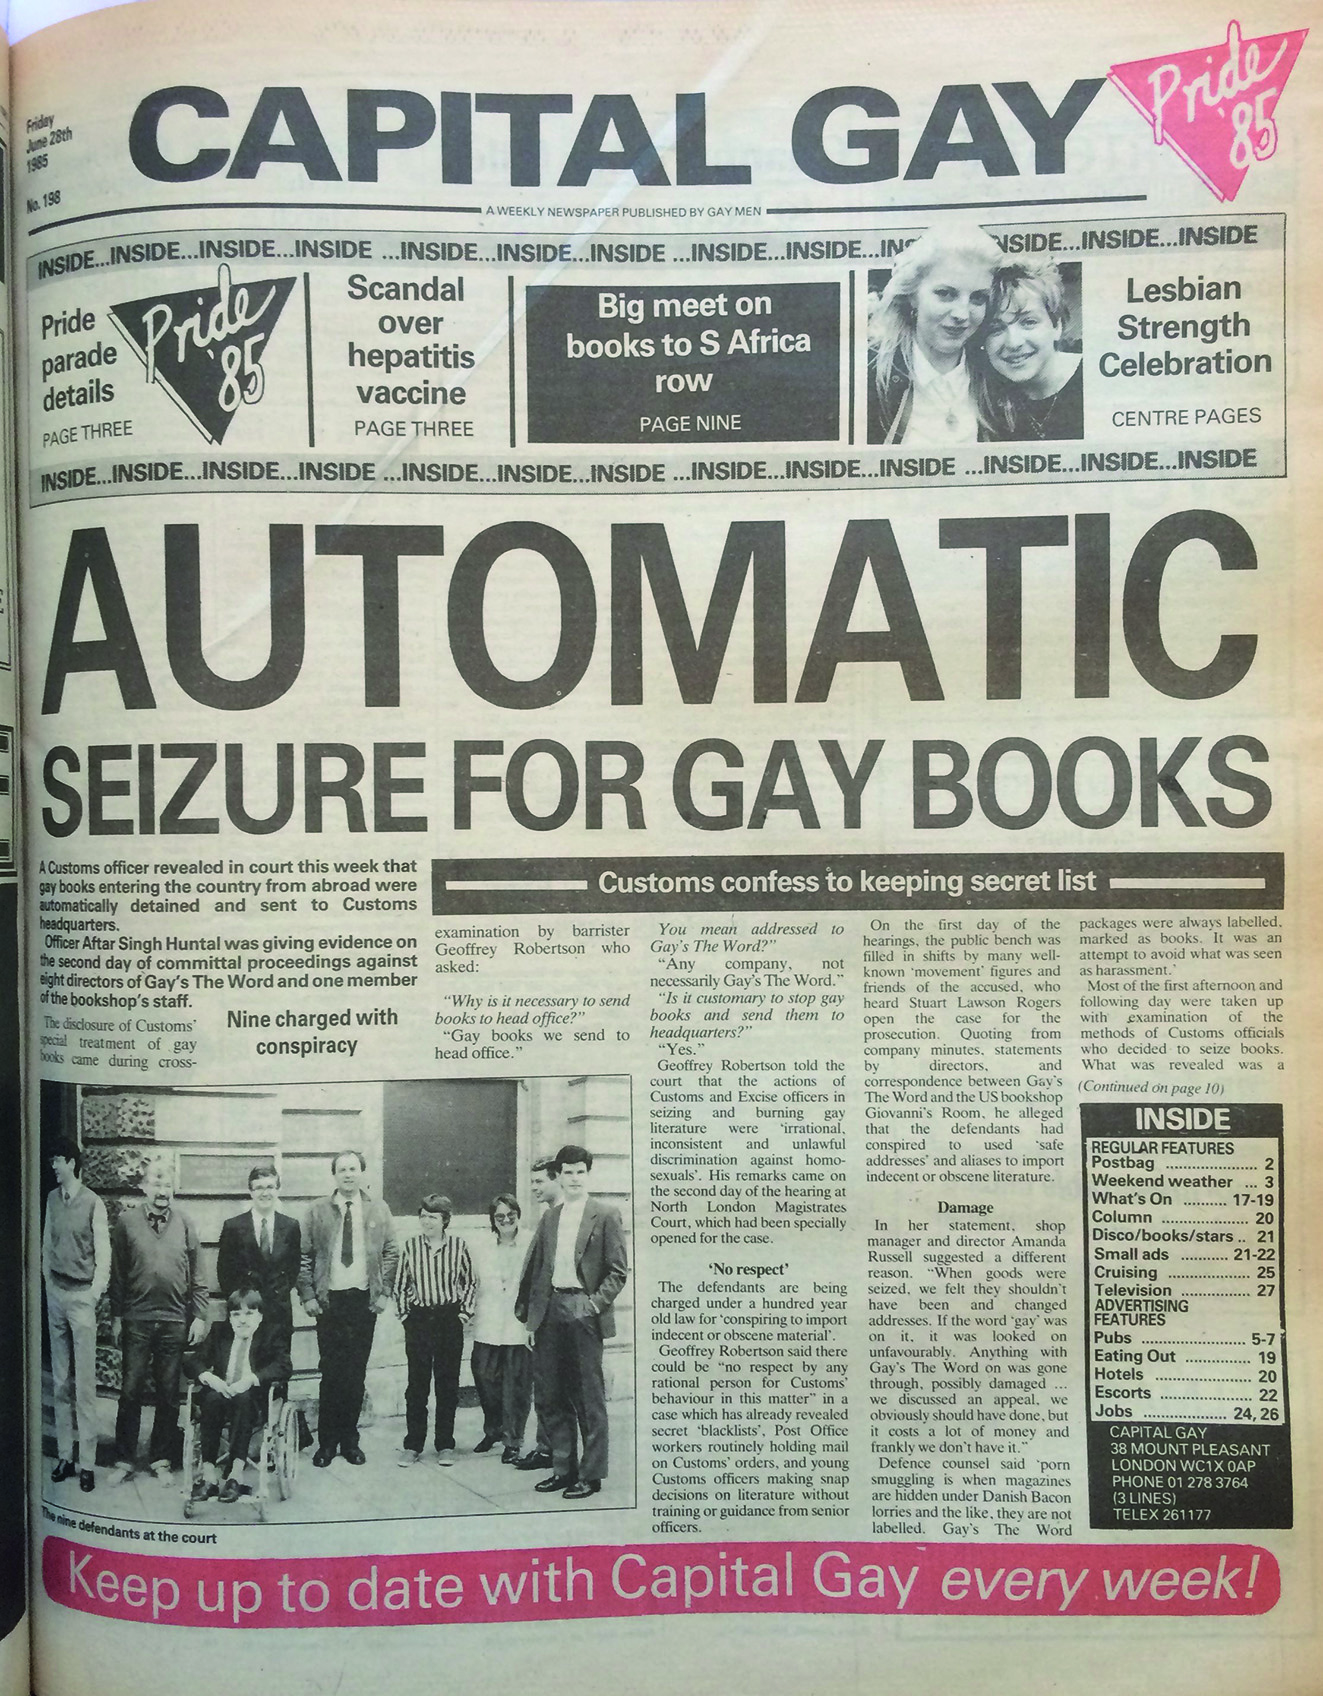 Friday
June 28th
1985
No. 198
CAPITAL GAY
Pride
'85
A WEEKLY NEWSPAPER PUBLISHED BY GAY MEN
INSIDE...INSIDE...INSIDE...INSIDE ...INSIDE...INSIDE...INSIDE ...INSIDE...INSIDE...INS NSIDE...INSIDE...INSIDE
Pride
parade
details
PAGE THREE
Pride
'85
Scandal
over
hepatitis
vaccine
PAGE THREE
Big meet on
books to S Africa
row
PAGE NINE
Lesbian
Strength
Celebration
CENTRE PAGES
INSIDE...INSIDE...INSIDE...INSIDE ...INSIDE...INSIDE...INSIDE ...INSIDE...INSIDE...INSIDE ...INSIDE...INSIDE...INSIDE
AUTOMATIC
SEIZURE FOR GAY BOOKS
A Customs officer revealed in court this week that
gay books entering the country from abroad were
automatically detained and sent to Customs
headquarters.
Officer Aftar Singh Huntal was giving evidence on
the second day of committal proceedings against
eight directors of Gay's The Word and one member
of the bookshop's staff.
The disclosure of Customs'
special treatment of gay
books came during cross-
Nine charged with
conspiracy
Customs confess to keeping secret list
examination by barrister
Geoffrey Robertson who
asked:
"Why is it necessary to send
books to head office?"
"Gay books we send to
head office."
The nine defendants at the court
You mean addressed to
Gay's The Word?"
"Any company, not
necessarily Gay's The Word."
"Is it customary to stop gay
books and send them to
headquarters?"
"Yes."
Geoffrey Robertson told the
court that the actions of
Customs and Excise officers in
seizing and burning gay
literature were 'irrational,
inconsistent and unlawful
discrimination against homo-
sexuals'. His remarks came on
the second day of the hearing at
North London Magistrates
Court, which had been specially
opened for the case.
'No respect'
The defendants are being
charged under a hundred year
old law for 'conspiring to import
indecent or obscene material'.
Geoffrey Robertson said there
could be "no respect by any
rational person for Customs'
behaviour in this matter" in a
case which has already revealed
secret 'blacklists', Post Office
workers routinely holding mail
on Customs' orders, and young
Customs officers making snap
decisions on literature without
training or guidance from senior
officers.
On the first day of the
hearings, the public bench was
filled in shifts by many well-
known 'movement' figures and
friends of the accused, who
heard Stuart Lawson Rogers
open the case for the
prosecution. Quoting from
company minutes, statements
by directors, and
correspondence between Gay's
The Word and the US bookshop
Giovanni's Room, he alleged
that the defendants had
conspired to used 'safe
addresses' and aliases to import
indecent or obscene literature.
Damage
In her statement, shop
manager and director Amanda
Russell suggested a different
reason. "When goods were
seized, we felt they shouldn't
have been and changed
addresses. If the word 'gay' was
on it, it was looked on
unfavourably. Anything with
Gay's The Word on was gone
through, possibly damaged ...
we discussed an appeal, we
obviously should have done, but
it costs a lot of money and
frankly we don't have it."
Defence counsel said 'porn
smuggling is when magazines
are hidden under Danish Bacon
lorries and the like, they are not
labelled. Gay's The Word
packages were always labelled,
marked as books. It was an
attempt to avoid what was seen
as harassment.'
Most of the first afternoon and
following day were taken up
with examination of the
methods of Customs officials
who decided to seize books.
What was revealed was a
(Continued on page 10)
INSIDE
REGULAR FEATURES
Postbag ..................... 2
Weekend weather ... 3
What's On .......... 17-19
Column ..................... 20
Disco/books/stars .. 21
Small ads ........... 21-22
Cruising .................... 25
Television ................. 27
ADVERTISING
FEATURES
Pubs ........................ 5-7
Eating Out ............... 19
Hotels ....................... 20
Escorts ..................... 22
Jobs ................... 24, 26
CAPITAL GAY
38 MOUNT PLEASANT
LONDON WC1X 0AP
PHONE 01 278 3764
(3 LINES)
TELEX 261177
Keep up to date with Capital Gay every week!